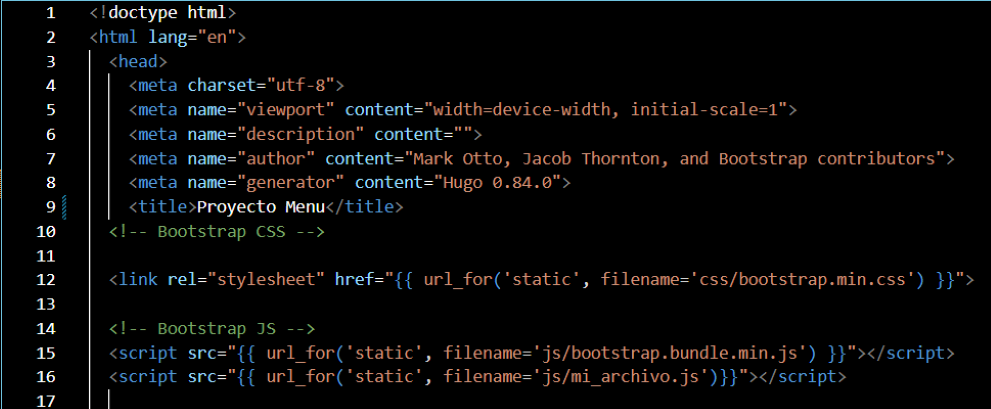 1 <!doctype html>
2 <html lang="en">
3 <head>
4 <meta charset="utf-8">
5 <meta name="viewport" content="width=device-width, initial-scale=1">
6 <meta name="description" content="">
7 <meta name="author" content="Mark Otto, Jacob Thornton, and Bootstrap contributors">
8 <meta name="generator" content="Hugo 0.84.0">
9 <title>Proyecto Menu</title>
10 <!-- Bootstrap CSS -->
11
12 <link rel="stylesheet" href="{{ url_for('static', filename='css/bootstrap.min.css') }}">
13
14 <!-- Bootstrap JS -->
15 <script src="{{ url_for('static', filename='js/bootstrap.bundle.min.js') }}"></script>
16 <script src="{{ url_for('static', filename='js/mi_archivo.js')}}"></script>
17